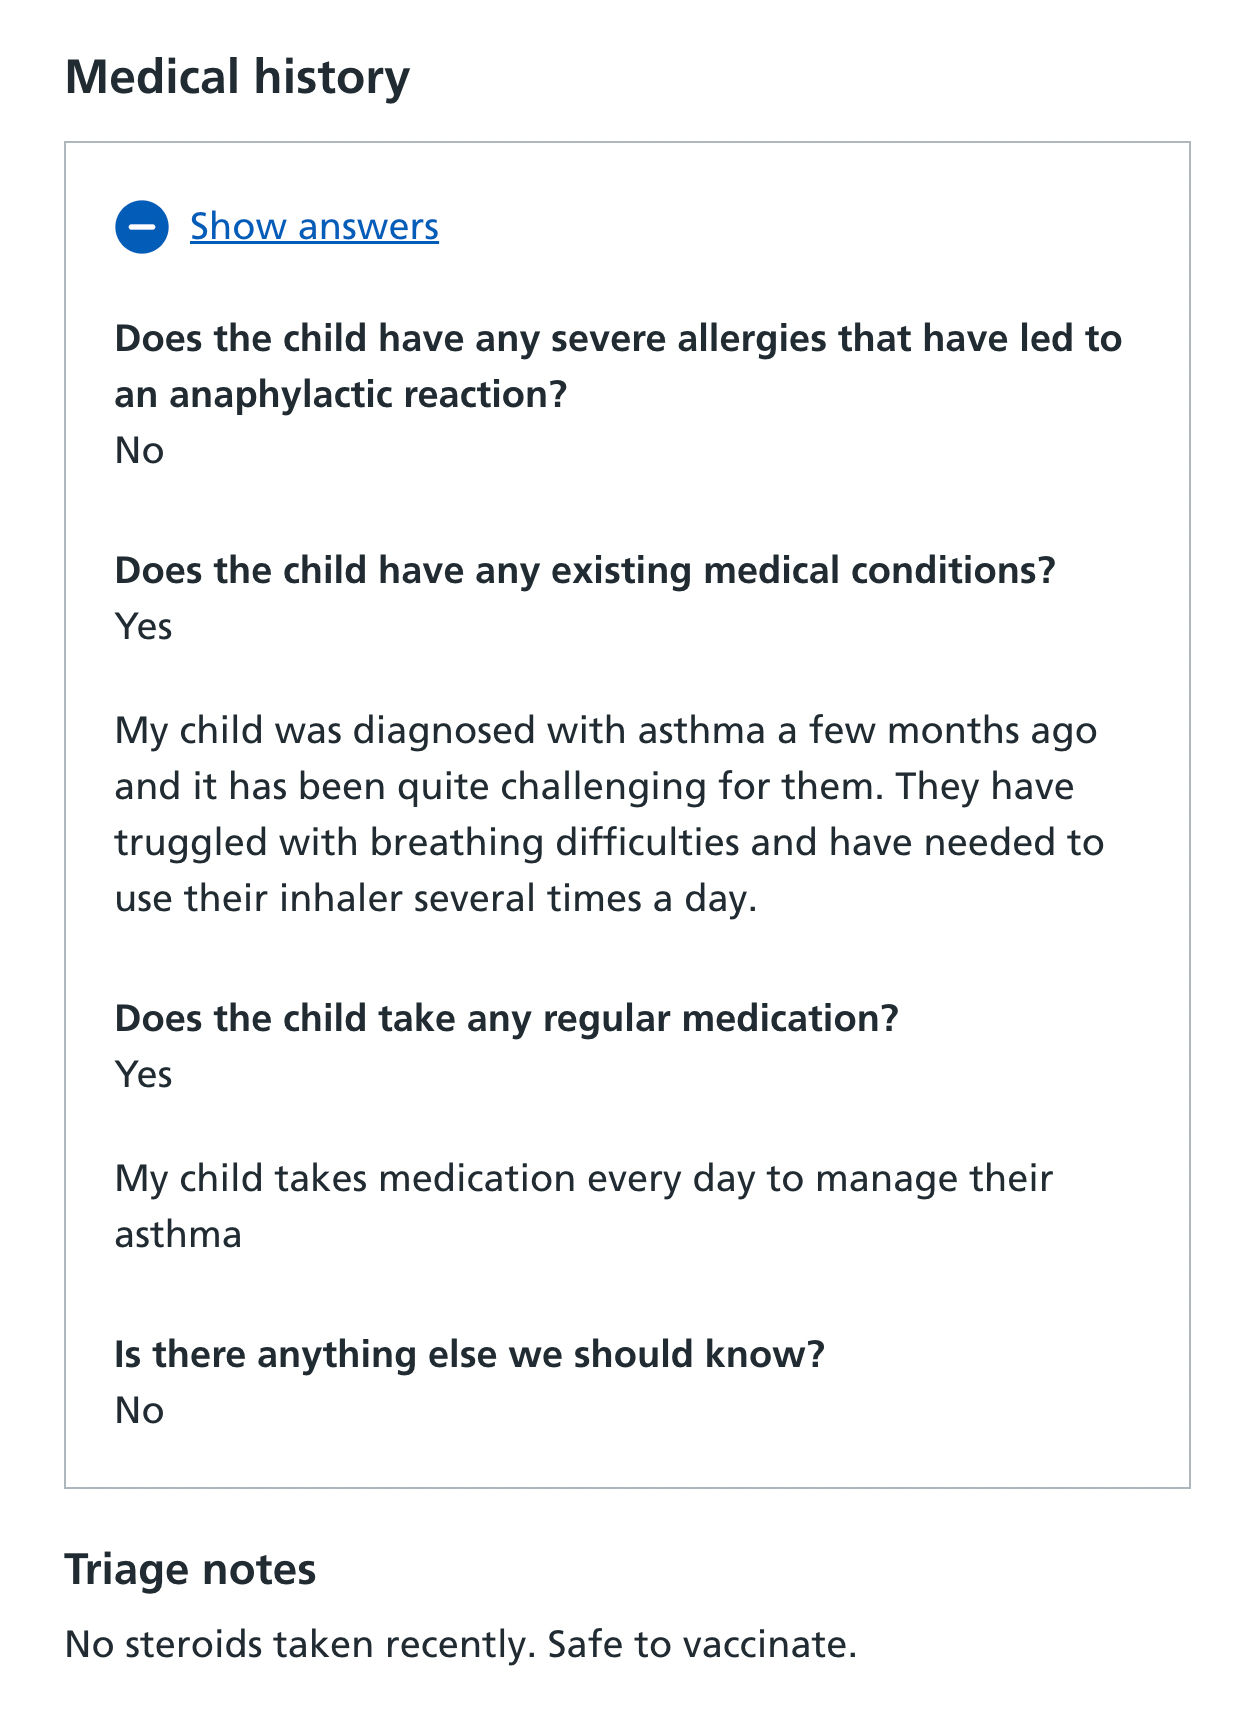 Medical history
Show answers
Does the child have any severe allergies that have led to
an anaphylactic reaction?
No
Does the child have any existing medical conditions?
Yes
My child was diagnosed with asthma a few months ago
and it has been quite challenging for them. They have
truggled with breathing difficulties and have needed to
use their inhaler several times a day.
Does the child take any regular medication?
Yes
My child takes medication every day to manage their
asthma
Is there anything else we should know?
No
Triage notes
No steroids taken recently. Safe to vaccinate.